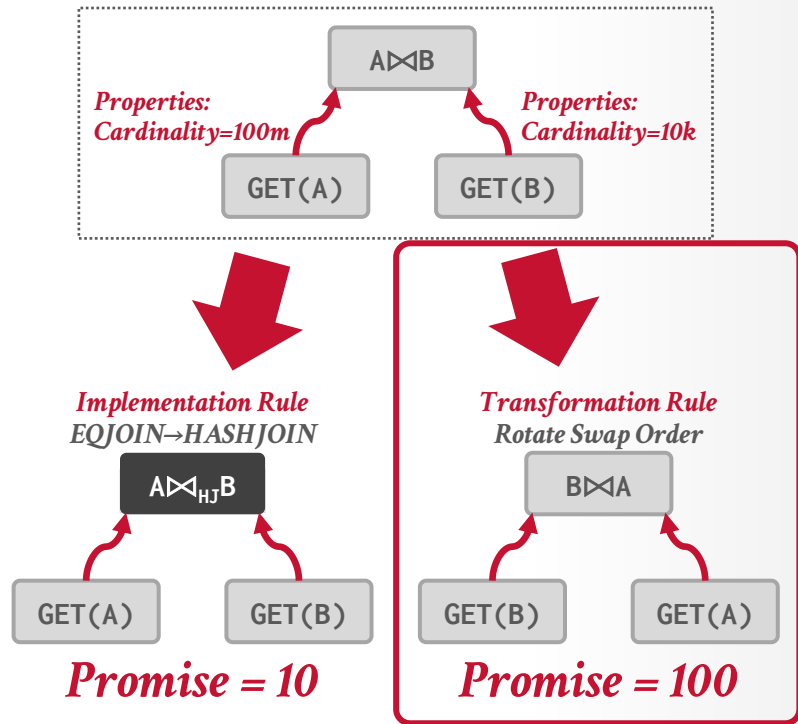 A⋈B
Properties:
Cardinality=100m
Properties:
Cardinality=10k
GET(A)
GET(B)
Implementation Rule
EQJOIN→HASHJOIN
A⋈HJB
GET(A)
GET(B)
Promise = 10
Transformation Rule
Rotate Swap Order
B⋈A
GET(B)
GET(A)
Promise = 100